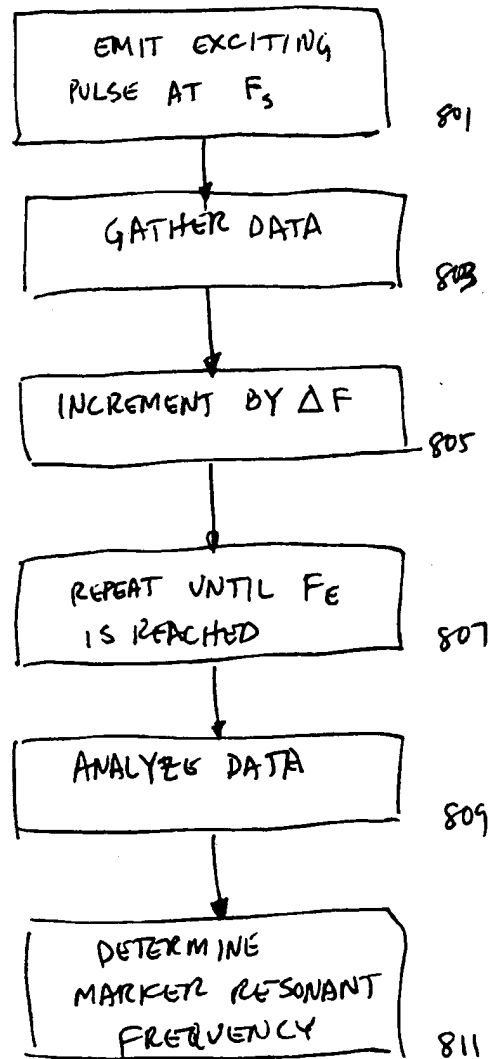 EMIT EXCITING
PULSE AT Fs
801
GATHER DATA
803
INCREMENT BY ΔF
805
REPEAT UNTIL FE
IS REACHED
807
ANALYZE DATA
809
DETERMINE
MARKER RESONANT
FREQUENCY
811